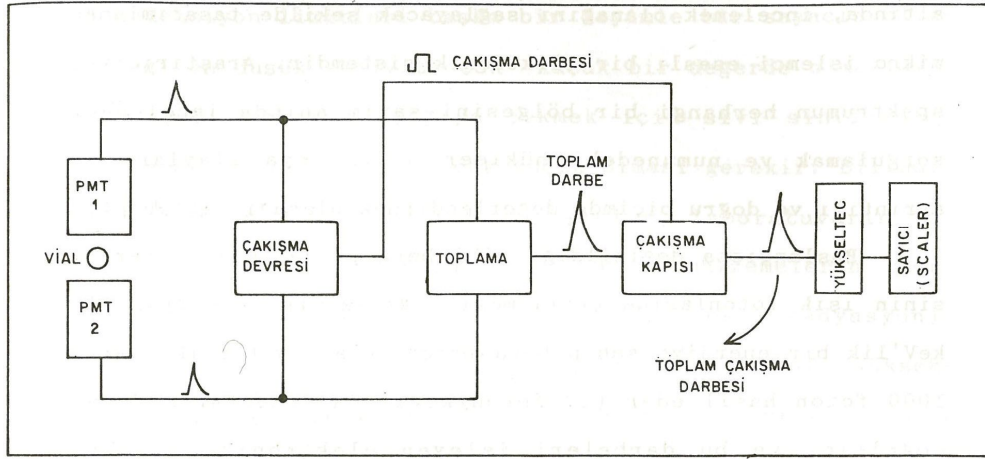 ÇAKIŞMA DARBESİ
PMT
1
VİAL
PMT
2
ÇAKIŞMA
DEVRESİ
TOPLAMA
TOPLAM
DARBE
ÇAKIŞMA
KAPISI
YÜKSELTEC
SAYICI
(SCALER)
TOPLAM ÇAKIŞMA
DARBESİ